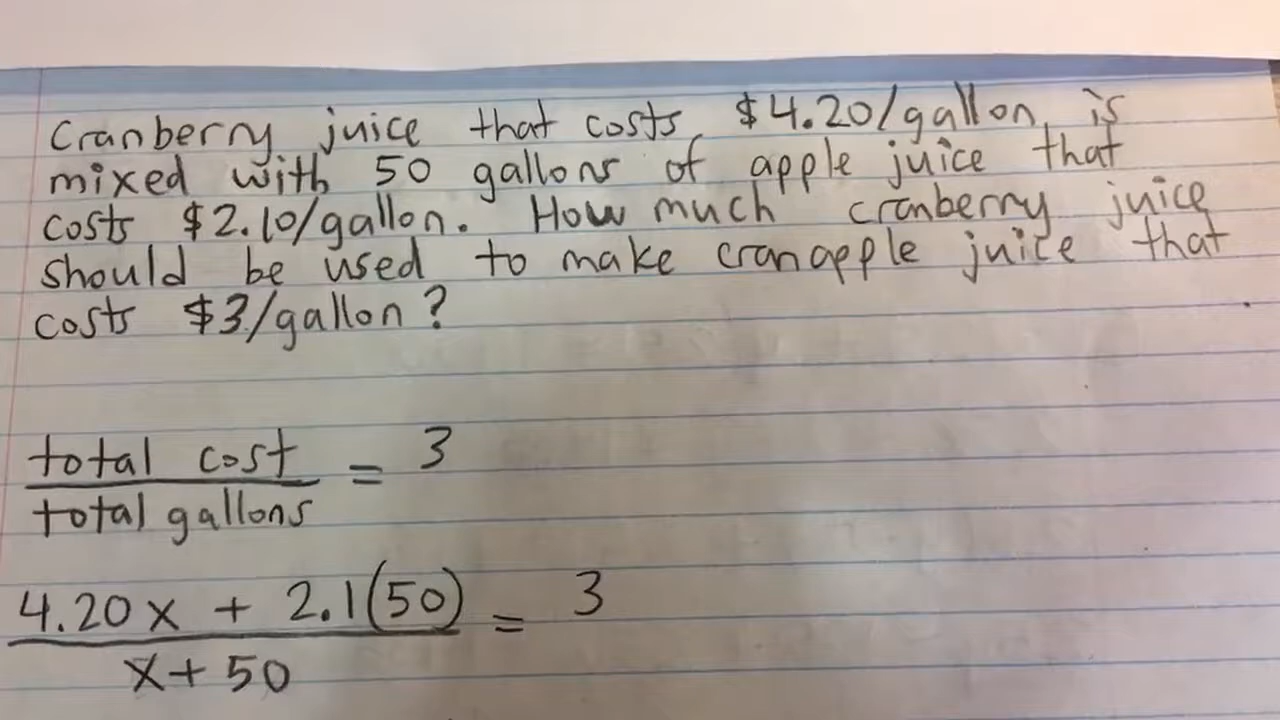 Cranberry juice that costs $4.20/gallon is
mixed with 50 gallons of apple juice that
costs $2.10/gallon. How much cranberry juice
should be used to make cranapple juice that
costs $3/gallon?
total cost
total gallons
= 3
4.20x + 2.1(50)
x + 50
= 3